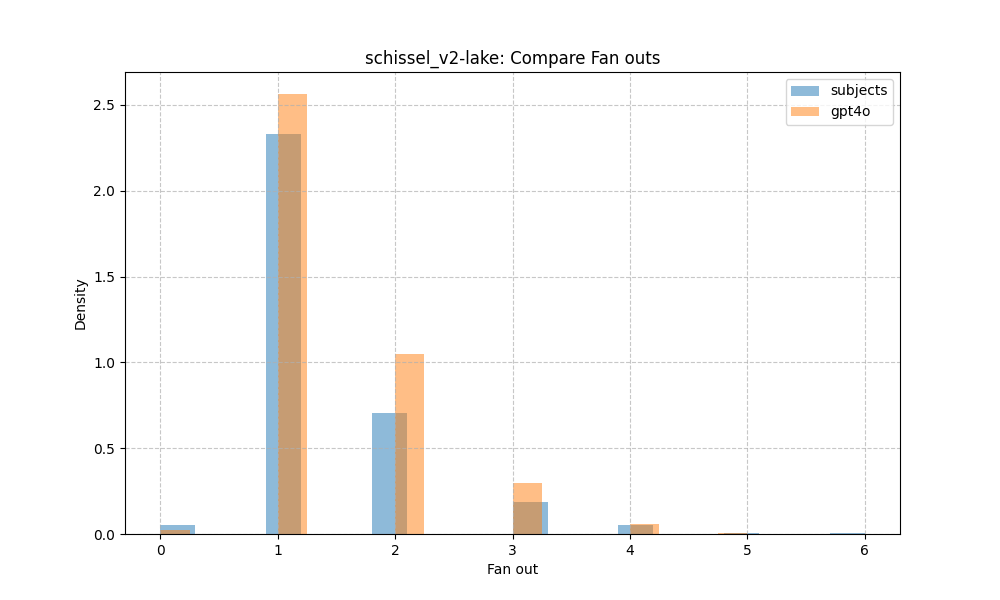 schissel_v2-lake: Compare Fan outs
subjects
gpt4o
Density
2.5
2.0
1.5
1.0
0.5
0.0
0 1 2 3 4 5 6
Fan out